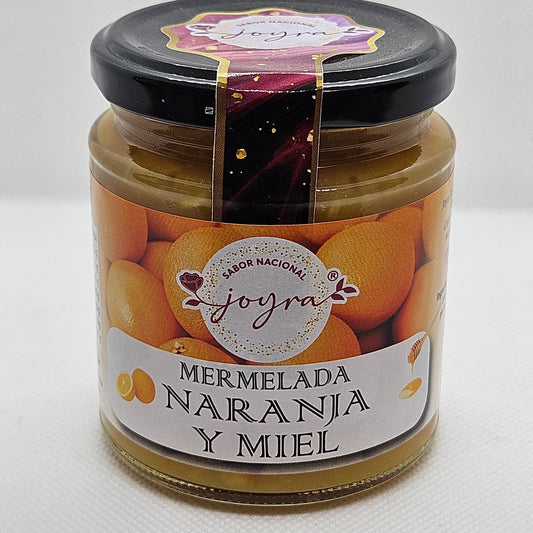 SABOR NACIONAL
joyra
SABOR NACIONAL
joyra®
MERMELADA
NARANJA
Y MIEL